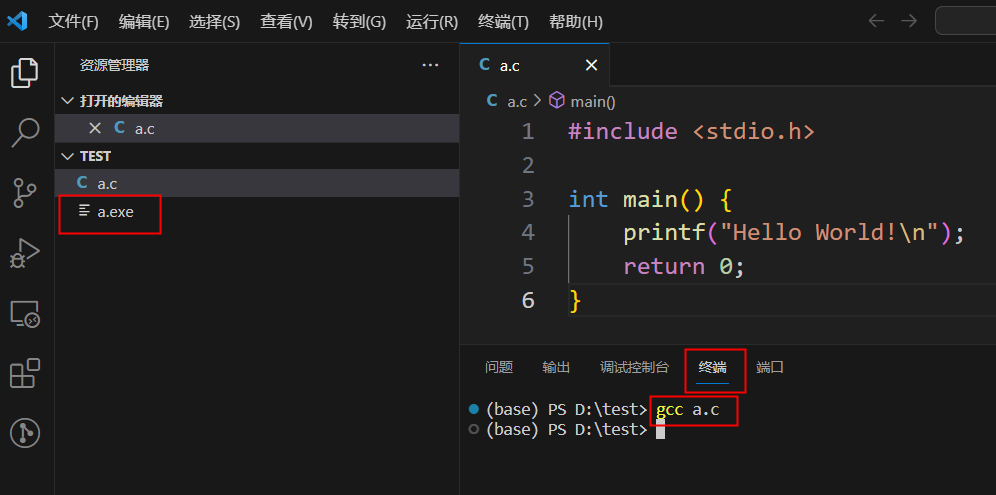 文件(F) 编辑(E) 选择(S) 查看(V) 转到(G) 运行(R) 终端(T) 帮助(H)
资源管理器
打开的编辑器
a.c
TEST
a.c
a.exe
a.c
a.c > main()
1 #include <stdio.h>
2
3 int main() {
4     printf("Hello World!\n");
5     return 0;
6 }
问题 输出 调试控制台 终端 端口
(base) PS D:\test> gcc a.c
(base) PS D:\test>